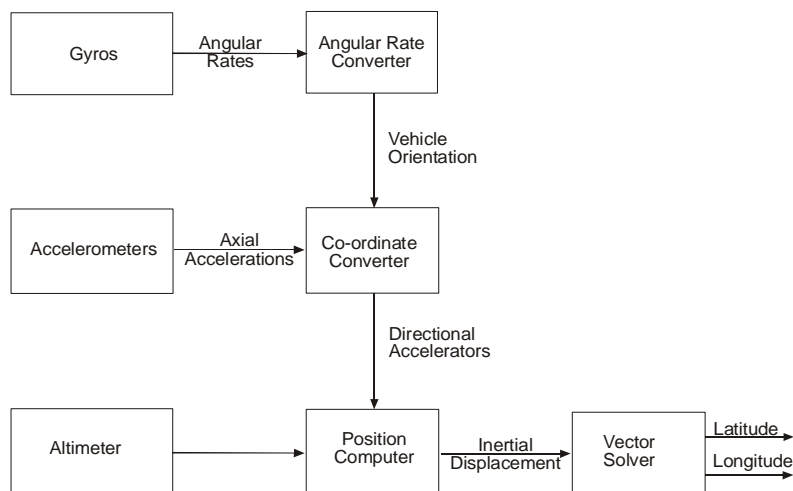 Gyros
Angular
Rates
Angular Rate
Converter
Vehicle
Orientation
Accelerometers
Axial
Accelerations
Co-ordinate
Converter
Directional
Accelerators
Altimeter
Position
Computer
Inertial
Displacement
Vector
Solver
Latitude
Longitude